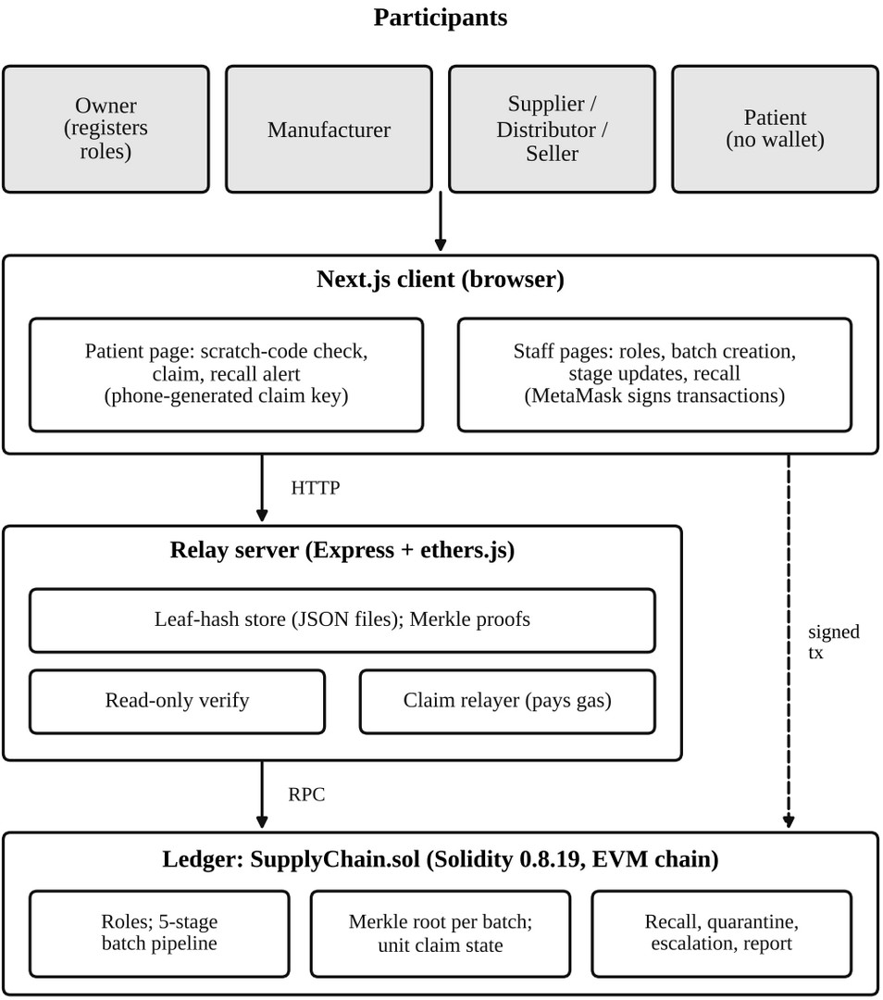 Participants
Owner
(registers
roles)
Manufacturer
Supplier /
Distributor /
Seller
Patient
(no wallet)
Next.js client (browser)
Patient page: scratch-code check,
claim, recall alert
(phone-generated claim key)
Staff pages: roles, batch creation,
stage updates, recall
(MetaMask signs transactions)
HTTP
Relay server (Express + ethers.js)
Leaf-hash store (JSON files); Merkle proofs
Read-only verify
Claim relayer (pays gas)
signed
tx
RPC
Ledger: SupplyChain.sol (Solidity 0.8.19, EVM chain)
Roles; 5-stage
batch pipeline
Merkle root per batch;
unit claim state
Recall, quarantine,
escalation, report